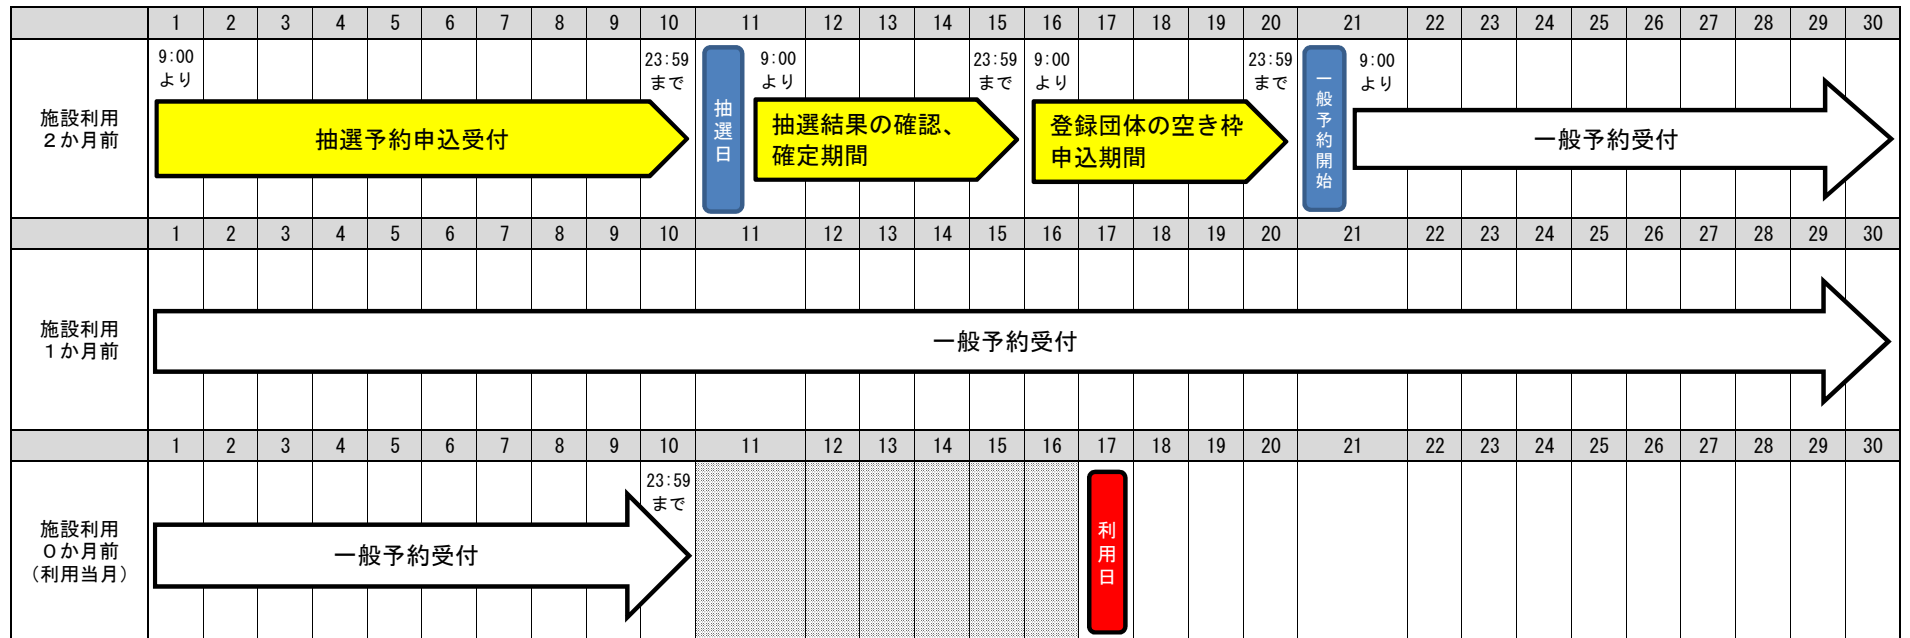 1 2 3 4 5 6 7 8 9 10 11 12 13 14 15 16 17 18 19 20 21 22 23 24 25 26 27 28 29 30
施設利用
２か月前
9:00
より
抽選予約申込受付
23:59
まで
抽選日
9:00
より
抽選結果の確認、
確定期間
23:59
まで
9:00
より
登録団体の空き枠
申込期間
23:59
まで
一般予約開始
9:00
より
一般予約受付
1 2 3 4 5 6 7 8 9 10 11 12 13 14 15 16 17 18 19 20 21 22 23 24 25 26 27 28 29 30
施設利用
１か月前
一般予約受付
1 2 3 4 5 6 7 8 9 10 11 12 13 14 15 16 17 18 19 20 21 22 23 24 25 26 27 28 29 30
施設利用
０か月前
（利用当月）
一般予約受付
23:59
まで
利用日